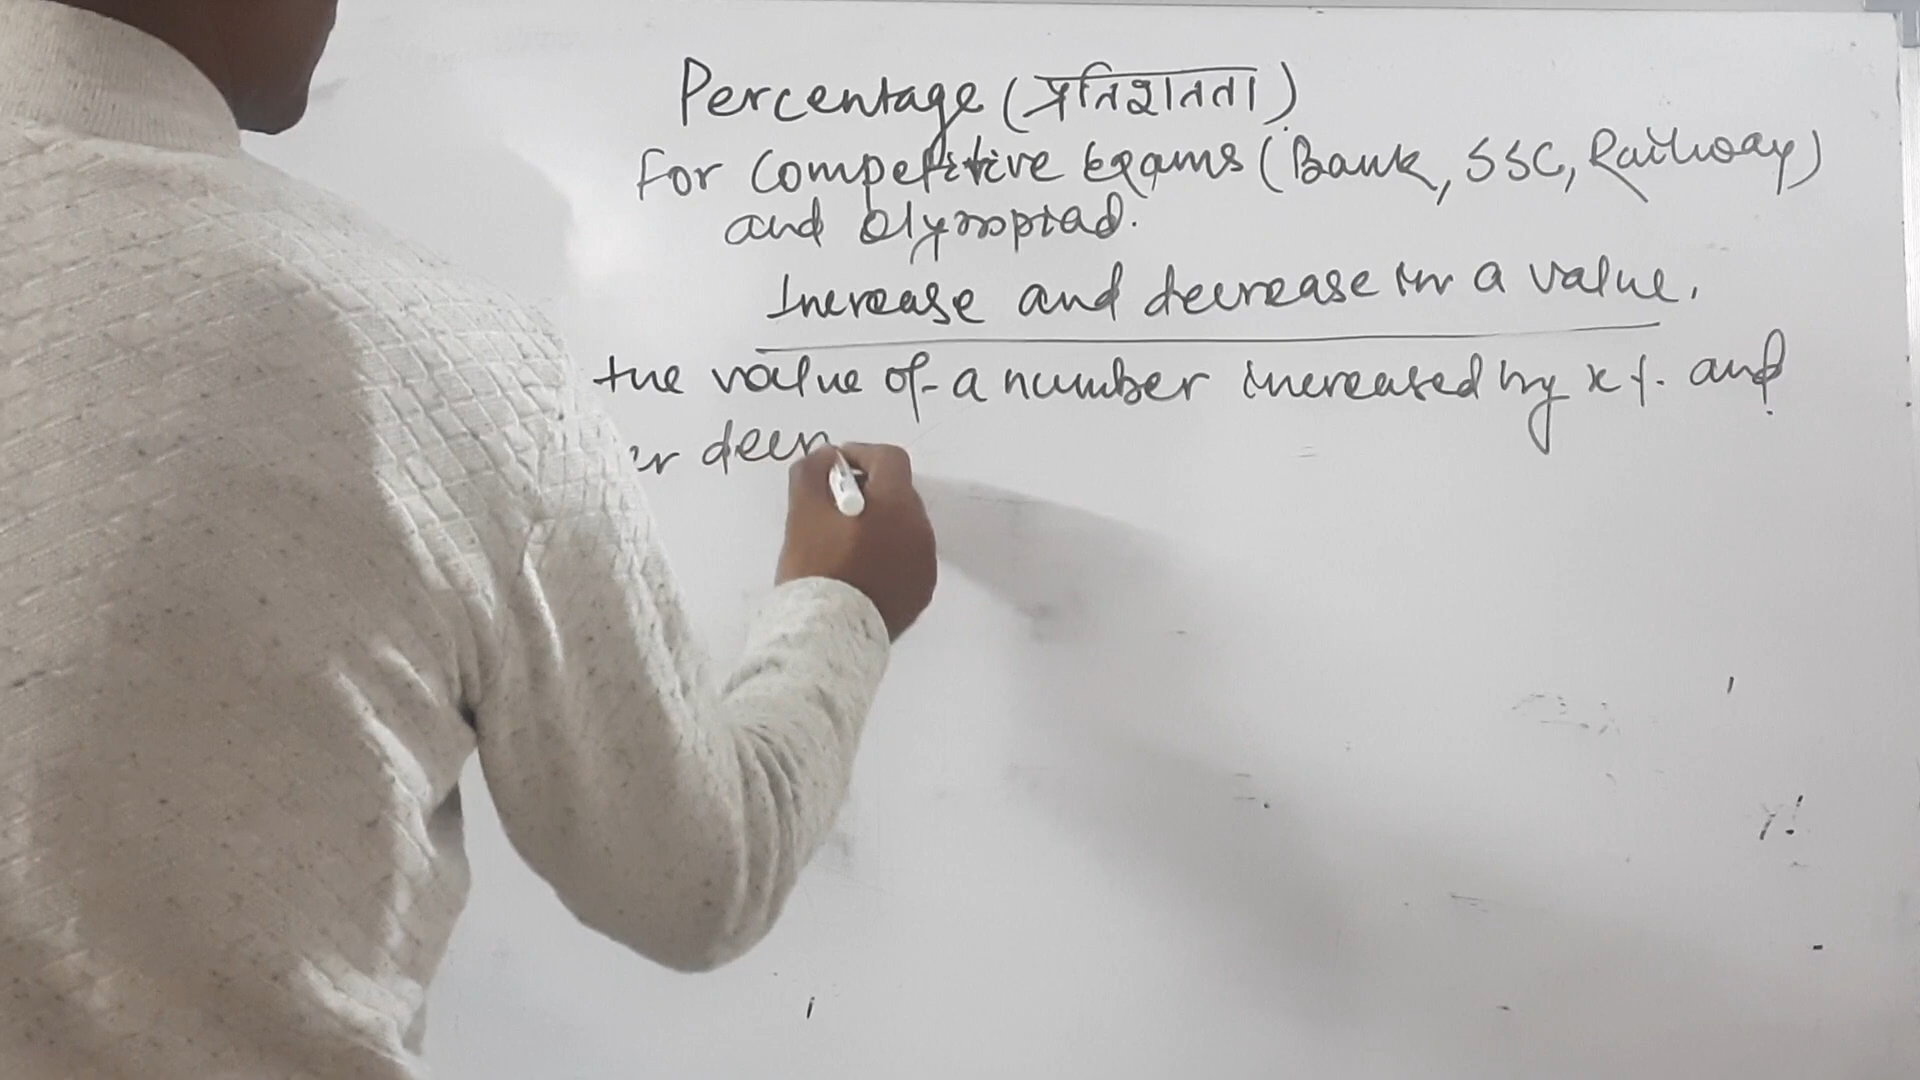 Percentage (प्रतिशतता)
For Competitive Exams (Bank, SSC, Railway)
and Olympiad.
Increase and decrease in a value.
the value of a number increased by x%. and